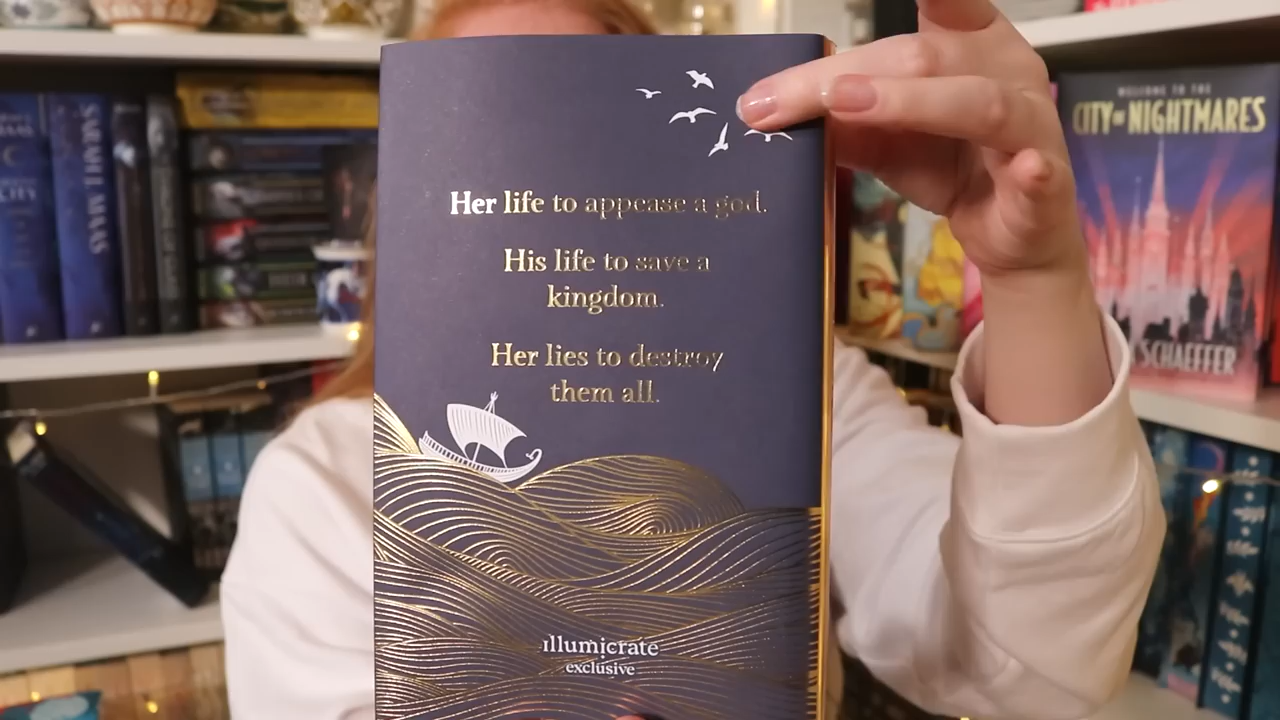 Her life to appease a god.
His life to save a
kingdom.
Her lies to destroy
them all.
illumicrate
exclusive
WELCOME TO THE
CITY OF NIGHTMARES
SCHAEFFER
SARAH J. MAAS
CITY